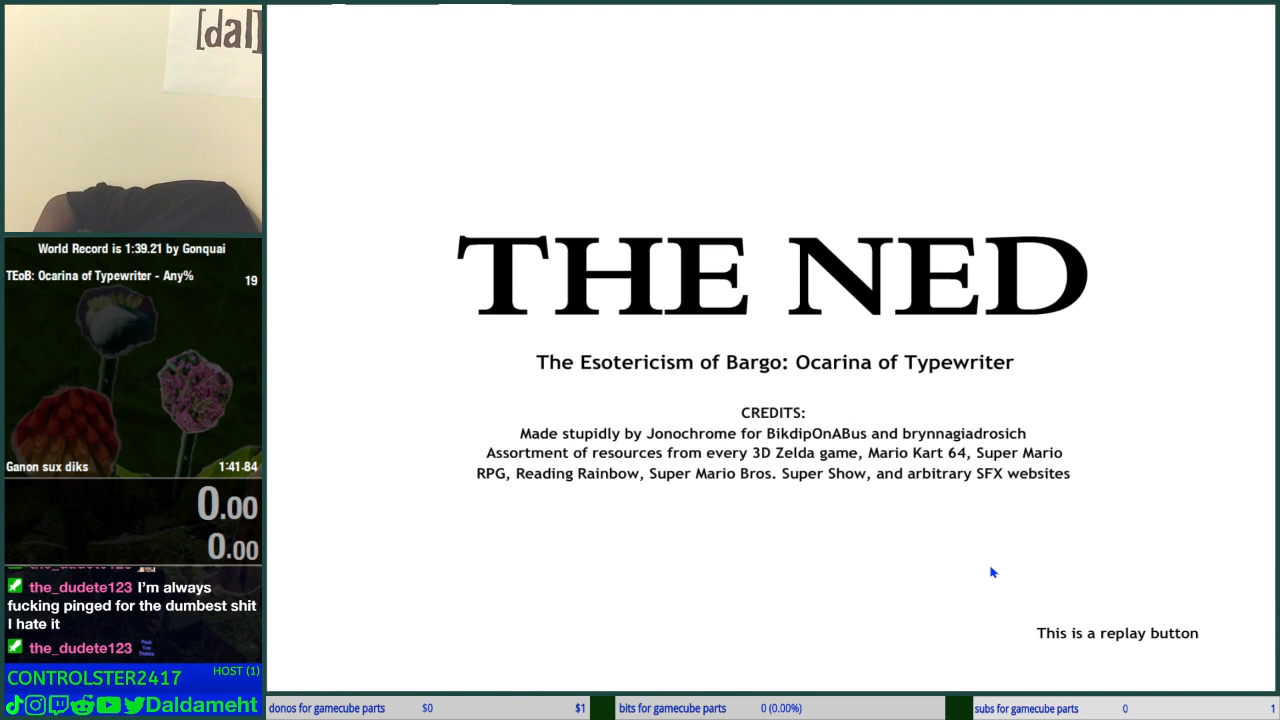 [dal]
World Record is 1:39.21 by Gonquai
TEoB: Ocarina of Typewriter - Any%
19
Ganon sux diks
1:41.84
0.00
0.00
the_dudete123 I'm always
fucking pinged for the dumbest shit
I hate it
the_dudete123
CONTROLSTER2417
HOST (1)
Daldameht
THE NED
The Esotericism of Bargo: Ocarina of Typewriter
CREDITS:
Made stupidly by Jonochrome for BikdipOnABus and brynnagiadrosich
Assortment of resources from every 3D Zelda game, Mario Kart 64, Super Mario
RPG, Reading Rainbow, Super Mario Bros. Super Show, and arbitrary SFX websites
This is a replay button
donos for gamecube parts $0 $1
bits for gamecube parts 0 (0.00%)
subs for gamecube parts 0 1